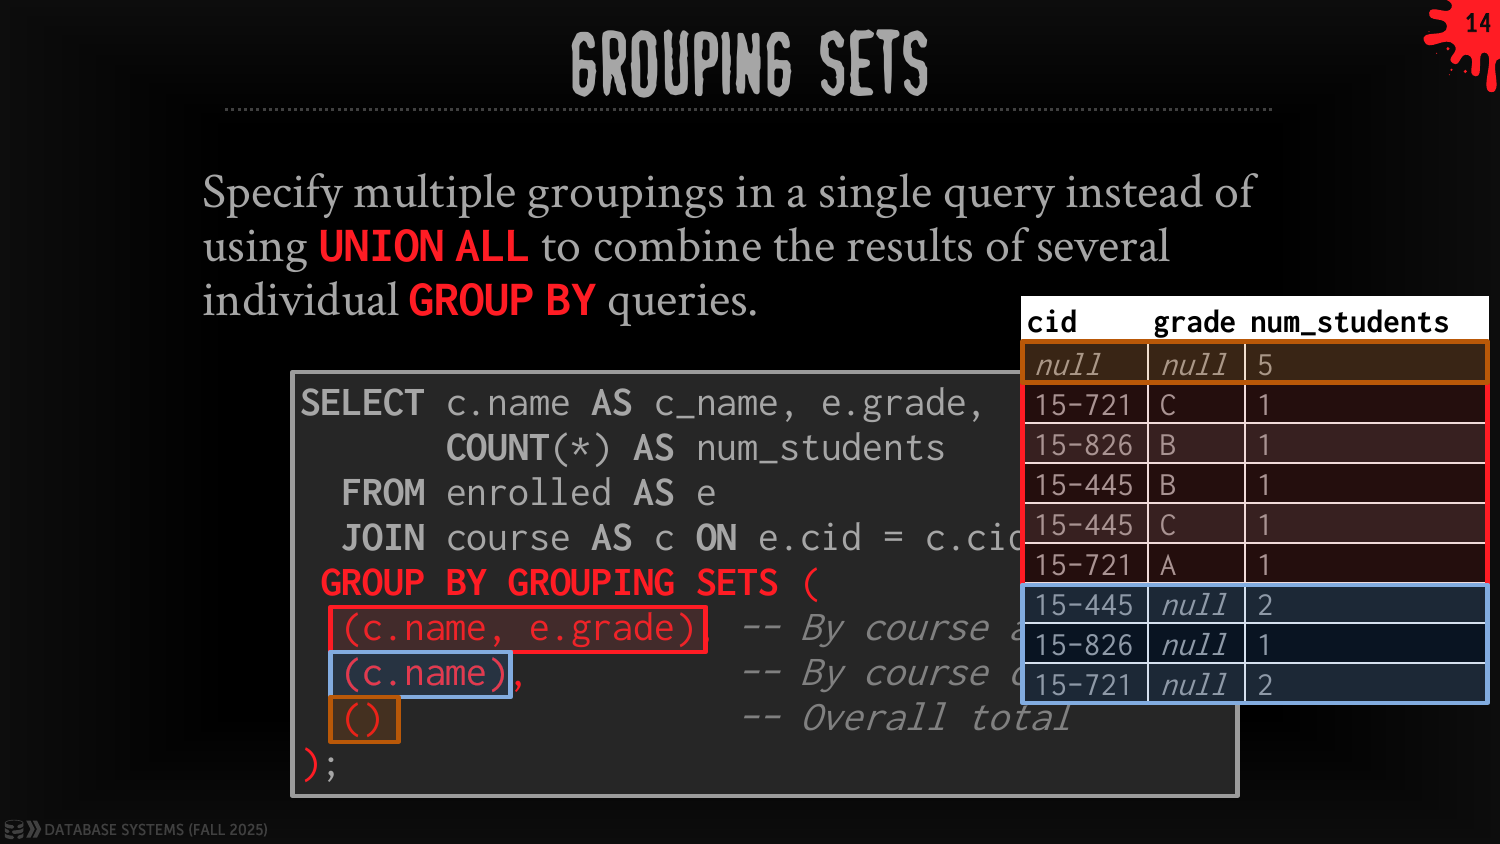 14
GROUPING SETS
Specify multiple groupings in a single query instead of
using UNION ALL to combine the results of several
individual GROUP BY queries.
SELECT c.name AS c_name, e.grade,
COUNT(*) AS num_students
FROM enrolled AS e
JOIN course AS c ON e.cid = c.cid
GROUP BY GROUPING SETS (
(c.name, e.grade), -- By course
(c.name), -- By course
() -- Overall total
);
cid grade num_students
null null 5
15-721 C 1
15-826 B 1
15-445 B 1
15-445 C 1
15-721 A 1
15-445 null 2
15-826 null 1
15-721 null 2
DATABASE SYSTEMS (FALL 2025)